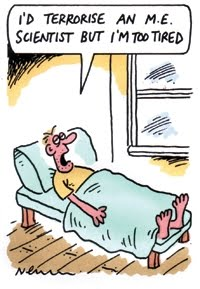 I'D TERRORISE AN M.E.
SCIENTIST BUT I'M TOO TIRED